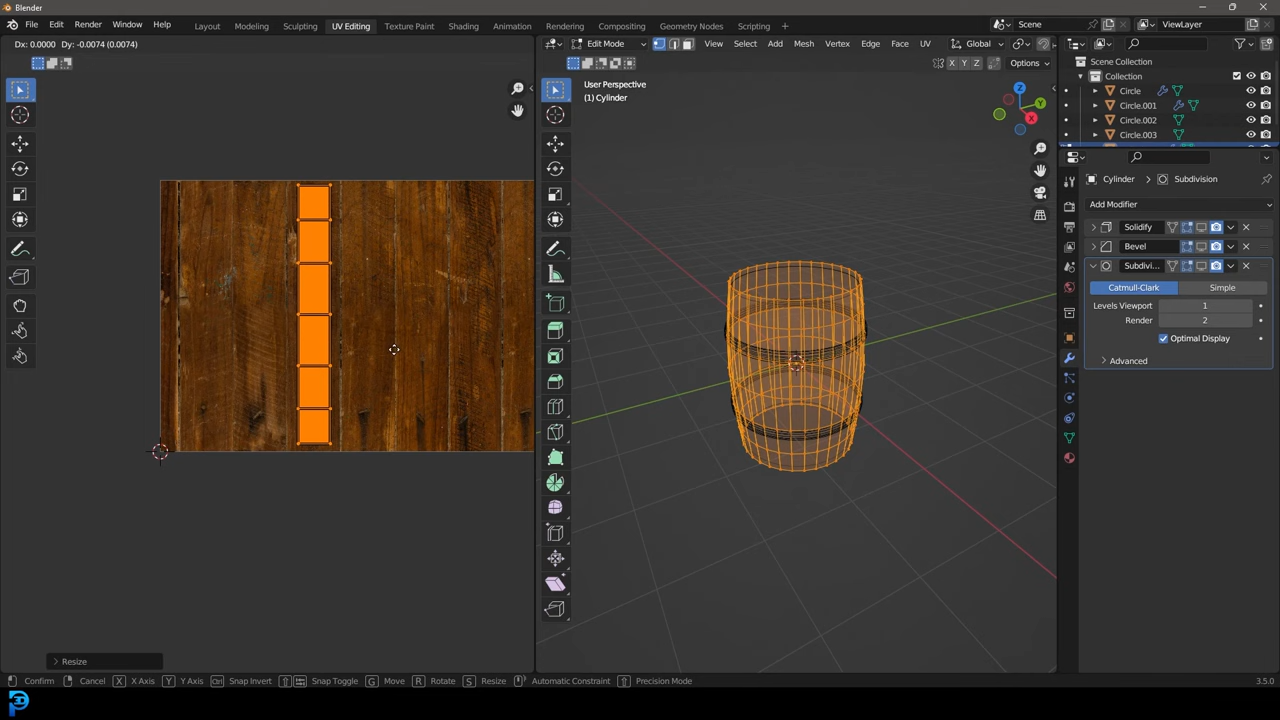 Blender
File Edit Render Window Help
Layout Modeling Sculpting UV Editing Texture Paint Shading Animation Rendering Compositing Geometry Nodes Scripting +
Scene
ViewLayer
Dx: 0.0000 Dy: -0.0074 (0.0074)
Edit Mode View Select Add Mesh Vertex Edge Face UV Global
X Y Z Options
User Perspective
(1) Cylinder
Z
Y
X
Scene Collection
Collection
Circle
Circle.001
Circle.002
Circle.003
Cylinder > Subdivision
Add Modifier
Solidify
Bevel
Subdivi...
Catmull-Clark Simple
Levels Viewport 1
Render 2
Optimal Display
Advanced
Resize
Confirm Cancel X X Axis Y Y Axis Ctrl Snap Invert Snap Toggle G Move R Rotate S Resize Automatic Constraint Precision Mode 3.5.0